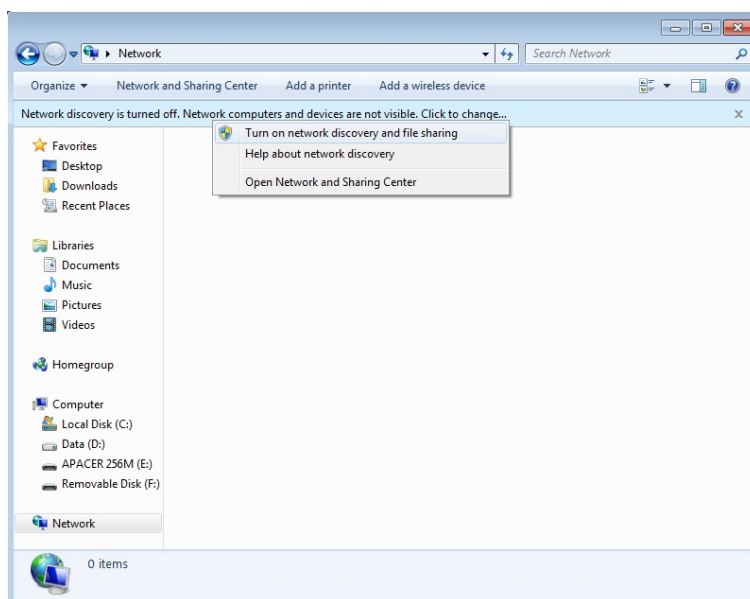 Network
Search Network
Organize
Network and Sharing Center
Add a printer
Add a wireless device
Network discovery is turned off. Network computers and devices are not visible. Click to change...
Turn on network discovery and file sharing
Help about network discovery
Open Network and Sharing Center
Favorites
Desktop
Downloads
Recent Places
Libraries
Documents
Music
Pictures
Videos
Homegroup
Computer
Local Disk (C:)
Data (D:)
APACER 256M (E:)
Removable Disk (F:)
Network
0 items